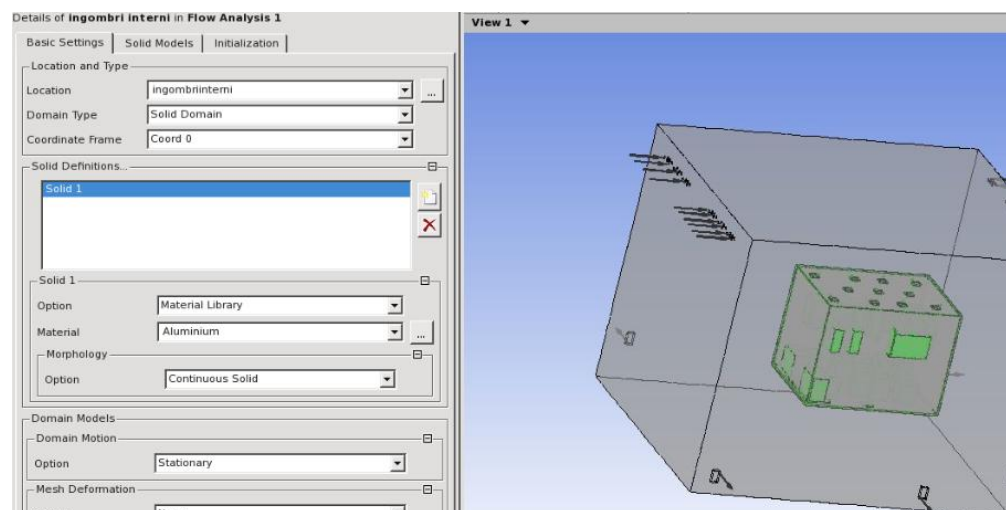 Details of ingombri interni in Flow Analysis 1
View 1
Basic Settings
Solid Models
Initialization
Location and Type
Location
ingombriinterni
...
Domain Type
Solid Domain
Coordinate Frame
Coord 0
Solid Definitions...
Solid 1
Solid 1
Option
Material Library
Material
Aluminium
...
Morphology
Option
Continuous Solid
Domain Models
Domain Motion
Option
Stationary
Mesh Deformation